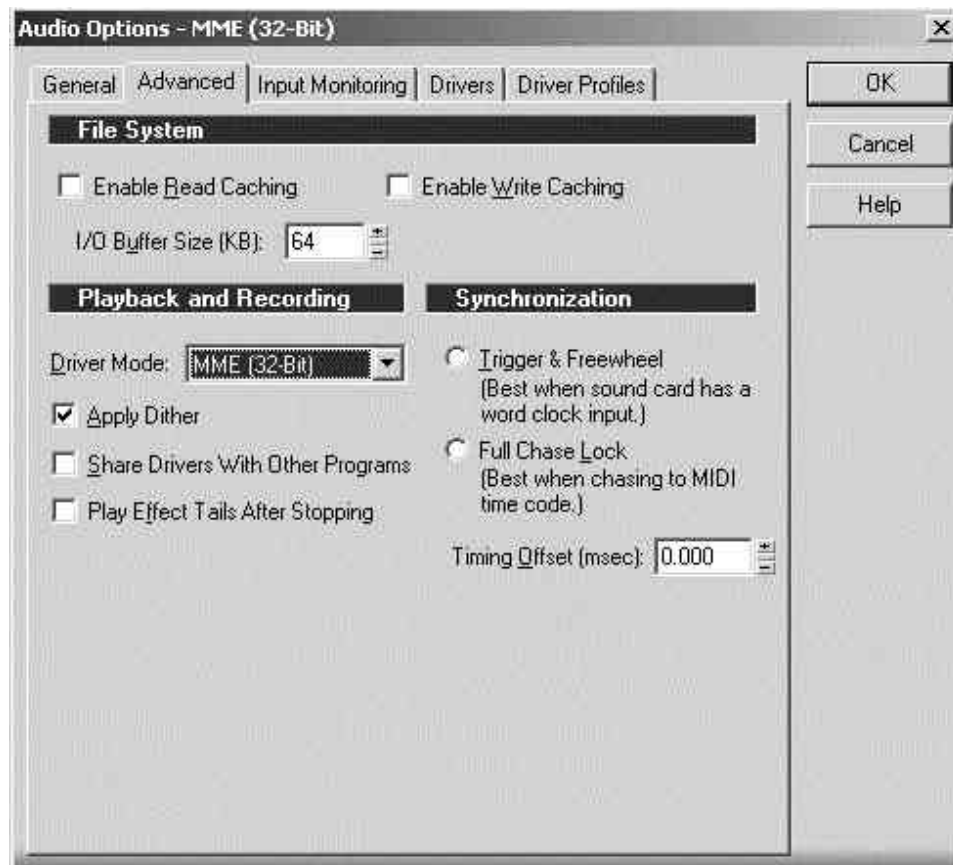 Audio Options - MME (32-Bit)
General Advanced Input Monitoring Drivers Driver Profiles
OK
Cancel
Help
File System
Enable Read Caching Enable Write Caching
I/O Buffer Size (KB): 64
Playback and Recording
Driver Mode: MME (32-Bit)
Apply Dither
Share Drivers With Other Programs
Play Effect Tails After Stopping
Synchronization
Trigger & Freewheel
(Best when sound card has a
word clock input.)
Full Chase Lock
(Best when chasing to MIDI
time code.)
Timing Offset (msec): 0.000